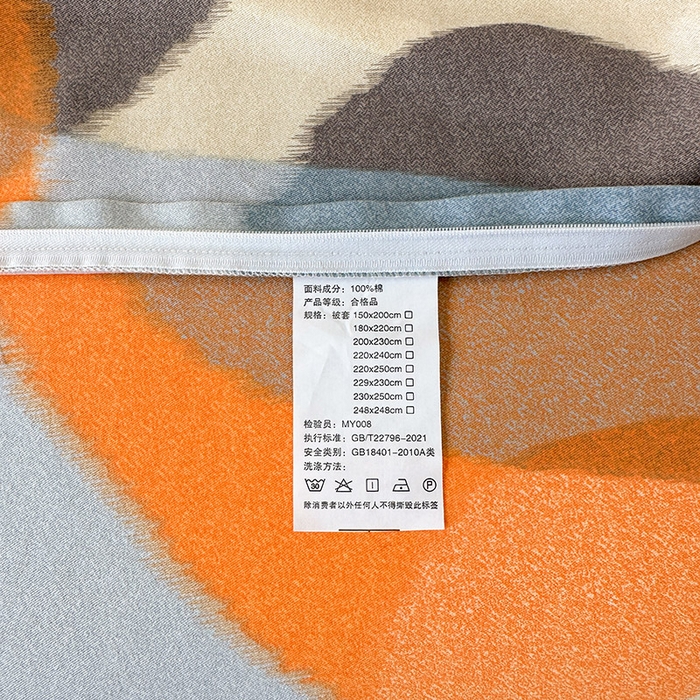 面料成分：100%棉
产品等级：合格品
规格：被套 150x200cm
180x220cm
200x230cm
220x240cm
220x250cm
229x230cm
230x250cm
248x248cm
检验员：MY008
执行标准：GB/T22796-2021
安全类别：GB18401-2010A类
洗涤方法：
30 P
除消费者以外任何人不得撕毁此标签